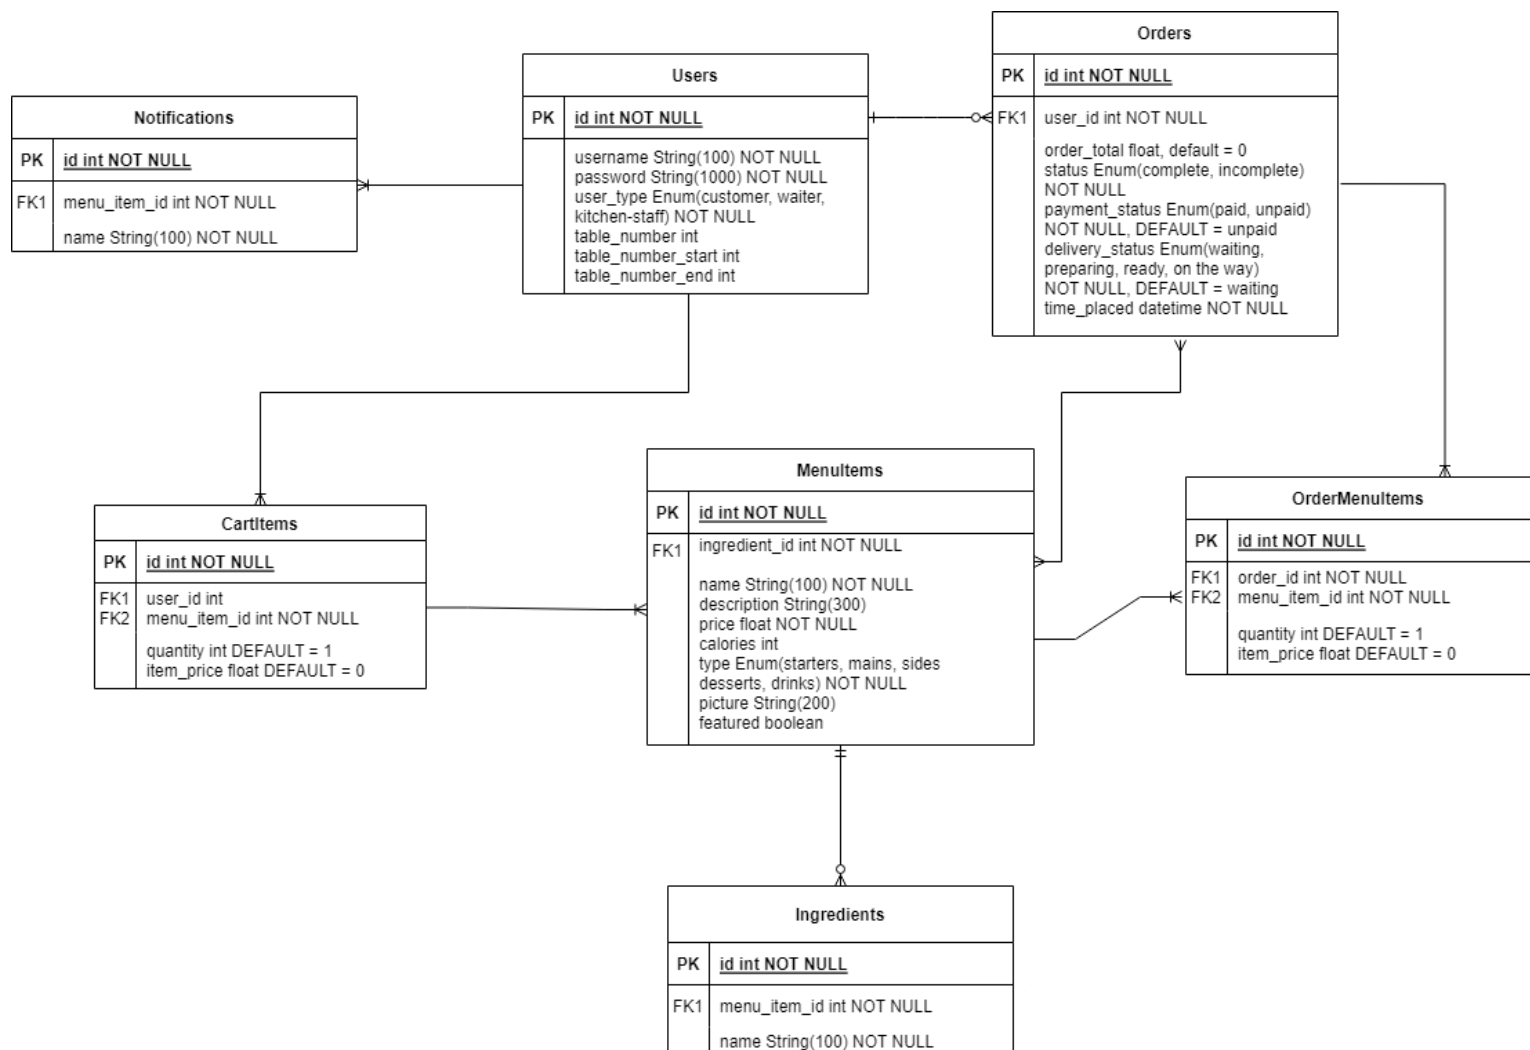 Notifications
PK id int NOT NULL
FK1 menu_item_id int NOT NULL
name String(100) NOT NULL
Users
PK id int NOT NULL
username String(100) NOT NULL
password String(1000) NOT NULL
user_type Enum(customer, waiter,
kitchen-staff) NOT NULL
table_number int
table_number_start int
table_number_end int
Orders
PK id int NOT NULL
FK1 user_id int NOT NULL
order_total float, default = 0
status Enum(complete, incomplete)
NOT NULL
payment_status Enum(paid, unpaid)
NOT NULL, DEFAULT = unpaid
delivery_status Enum(waiting,
preparing, ready, on the way)
NOT NULL, DEFAULT = waiting
time_placed datetime NOT NULL
CartItems
PK id int NOT NULL
FK1 user_id int
FK2 menu_item_id int NOT NULL
quantity int DEFAULT = 1
item_price float DEFAULT = 0
MenuItems
PK id int NOT NULL
FK1 ingredient_id int NOT NULL
name String(100) NOT NULL
description String(300)
price float NOT NULL
calories int
type Enum(starters, mains, sides
desserts, drinks) NOT NULL
picture String(200)
featured boolean
OrderMenuItems
PK id int NOT NULL
FK1 order_id int NOT NULL
FK2 menu_item_id int NOT NULL
quantity int DEFAULT = 1
item_price float DEFAULT = 0
Ingredients
PK id int NOT NULL
FK1 menu_item_id int NOT NULL
name String(100) NOT NULL